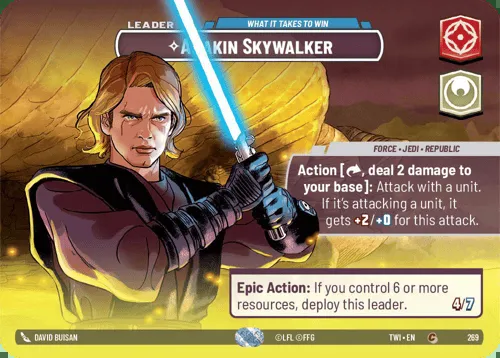 LEADER
WHAT IT TAKES TO WIN
ANAKIN SKYWALKER
FORCE • JEDI • REPUBLIC
Action [, deal 2 damage to
your base]: Attack with a unit.
If it's attacking a unit, it
gets +2/+0 for this attack.
Epic Action: If you control 6 or more
resources, deploy this leader.
4/7
DAVID BUISAN
©LFL ©FFG
TWI • EN
C
269